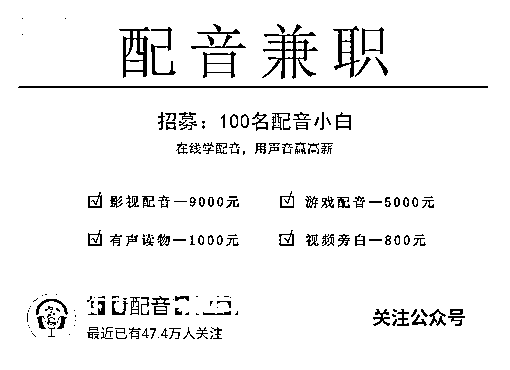 配音兼职
招募：100名配音小白
在线学配音，用声音赢高薪
影视配音—9000元
游戏配音—5000元
有声读物—1000元
视频旁白—800元
配音
最近已有47.4万人关注
关注公众号